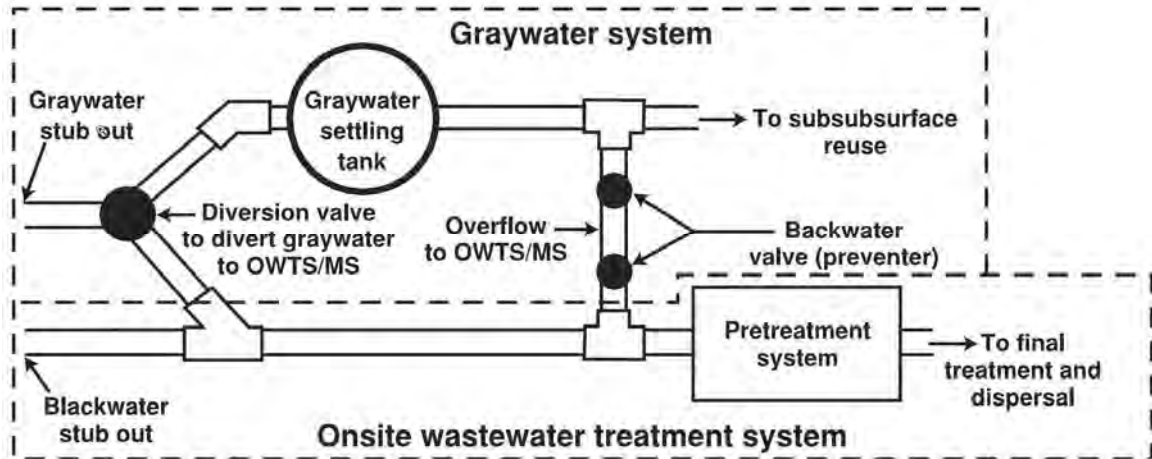 Graywater system
Graywater
stub out
Graywater
settling
tank
To subsubsurface
reuse
Diversion valve
to divert graywater
to OWTS/MS
Overflow
to OWTS/MS
Backwater
valve (preventer)
Pretreatment
system
To final
treatment and
dispersal
Blackwater
stub out
Onsite wastewater treatment system